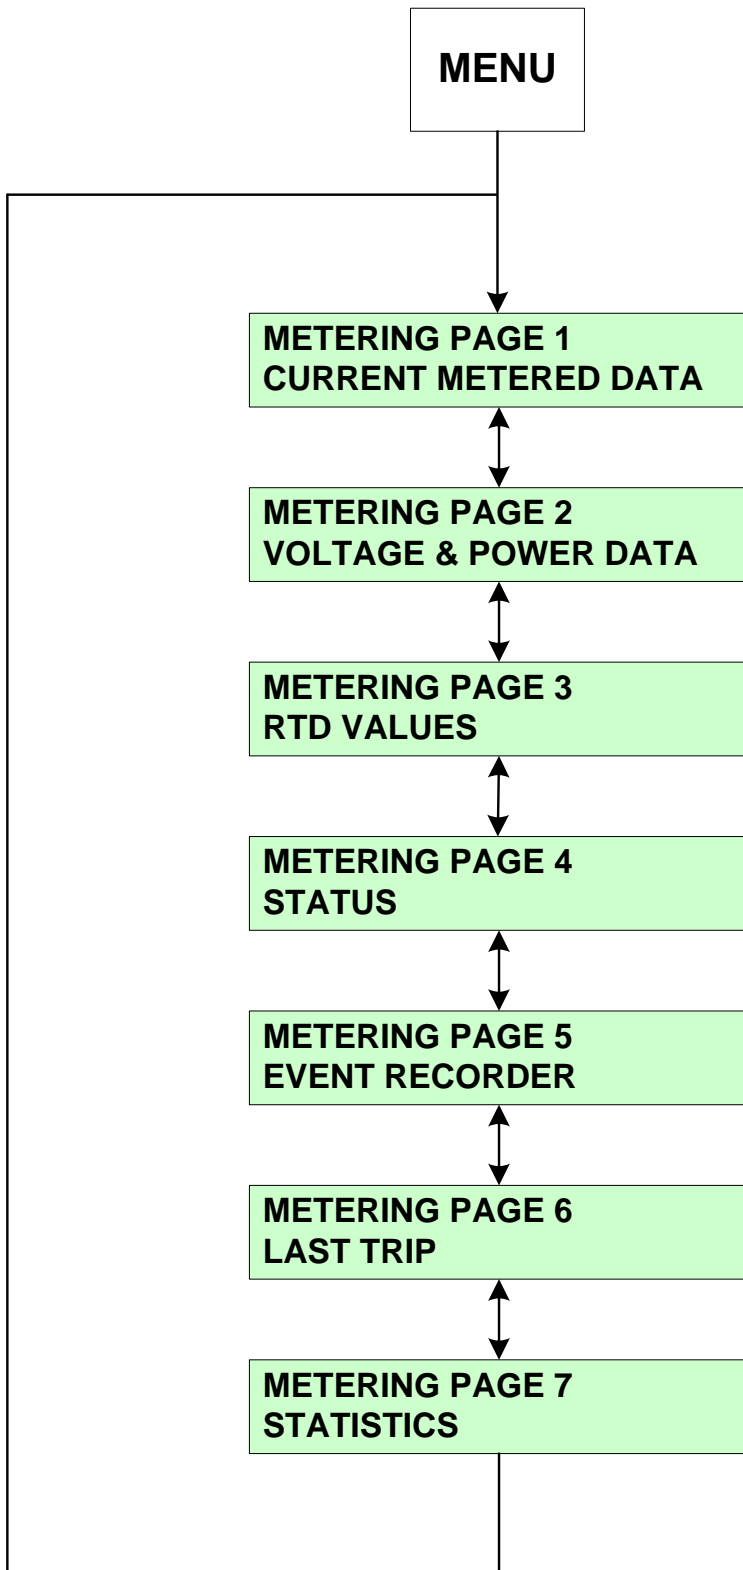 MENU
METERING PAGE 1
CURRENT METERED DATA
METERING PAGE 2
VOLTAGE & POWER DATA
METERING PAGE 3
RTD VALUES
METERING PAGE 4
STATUS
METERING PAGE 5
EVENT RECORDER
METERING PAGE 6
LAST TRIP
METERING PAGE 7
STATISTICS